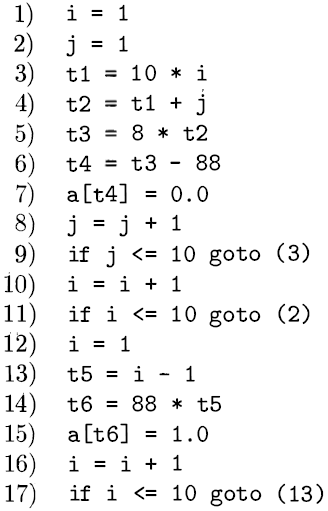 1) i = 1
2) j = 1
3) t1 = 10 * i
4) t2 = t1 + j
5) t3 = 8 * t2
6) t4 = t3 - 88
7) a[t4] = 0.0
8) j = j + 1
9) if j <= 10 goto (3)
10) i = i + 1
11) if i <= 10 goto (2)
12) i = 1
13) t5 = i - 1
14) t6 = 88 * t5
15) a[t6] = 1.0
16) i = i + 1
17) if i <= 10 goto (13)